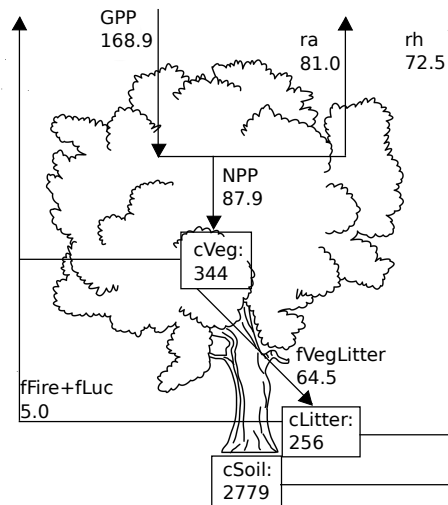 GPP
168.9
ra
81.0
rh
72.5
NPP
87.9
cVeg:
344
fVegLitter
64.5
fFire+fLuc
5.0
cLitter:
256
cSoil:
2779